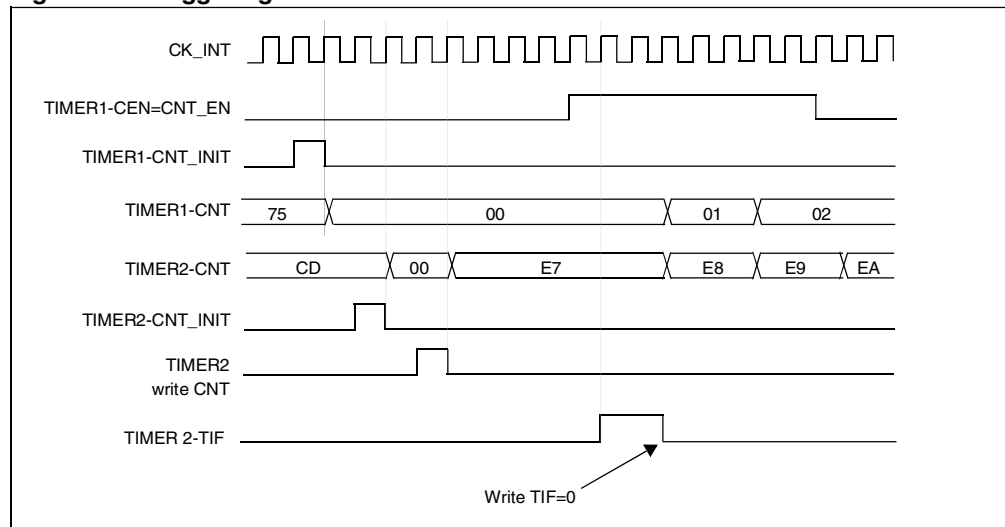 CK_INT
TIMER1-CEN=CNT_EN
TIMER1-CNT_INIT
TIMER1-CNT 75 00 01 02
TIMER2-CNT CD 00 E7 E8 E9 EA
TIMER2-CNT_INIT
TIMER2
write CNT
TIMER 2-TIF
Write TIF=0